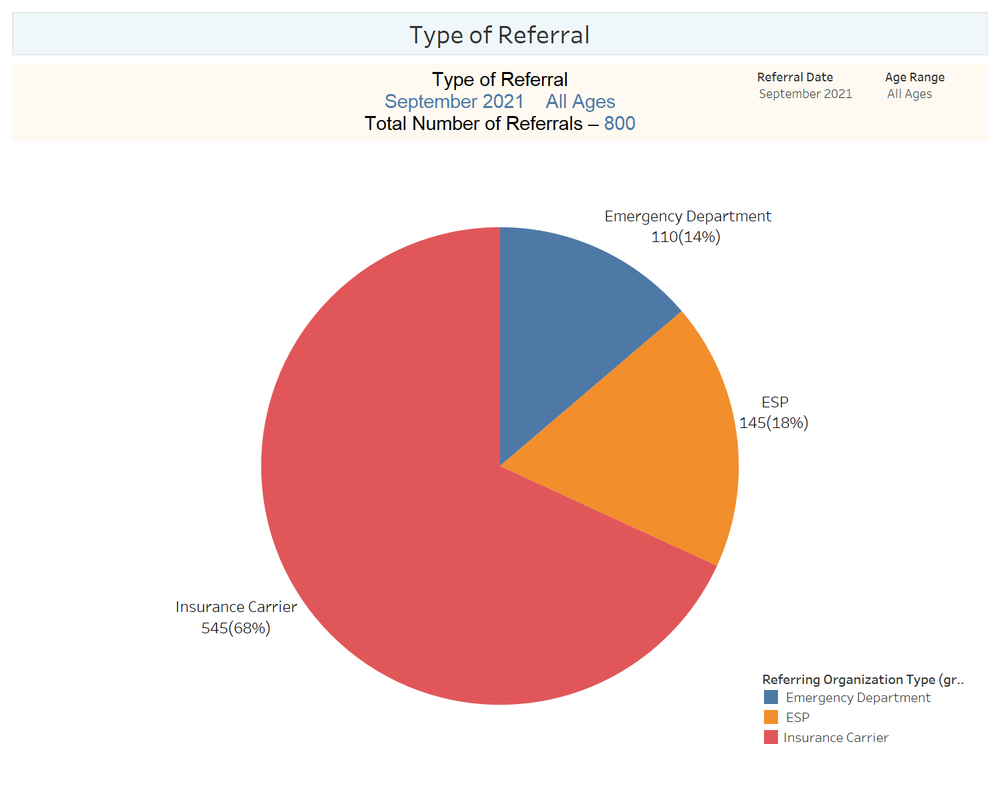 Type of Referral
Type of Referral
September 2021 All Ages
Total Number of Referrals – 800
Referral Date
September 2021
Age Range
All Ages
Emergency Department
110(14%)
ESP
145(18%)
Insurance Carrier
545(68%)
Referring Organization Type (gr..
Emergency Department
ESP
Insurance Carrier